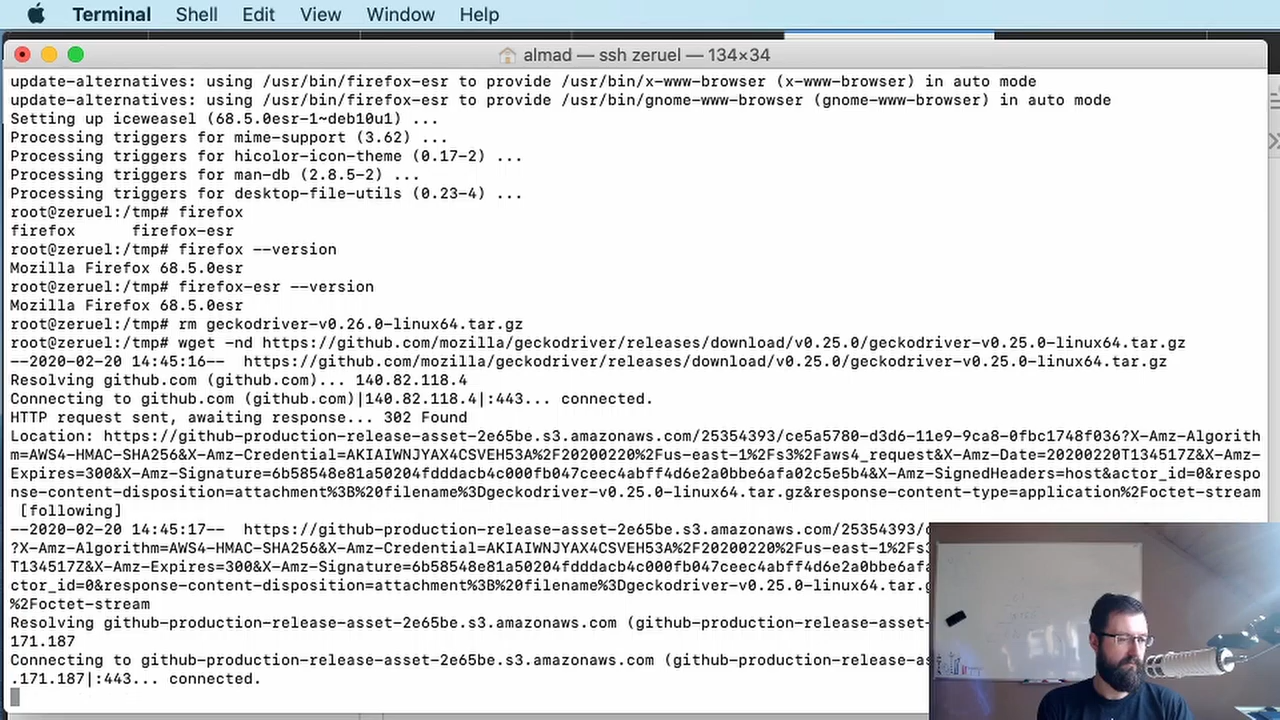 Terminal Shell Edit View Window Help
almad — ssh zeruel — 134×34
update-alternatives: using /usr/bin/firefox-esr to provide /usr/bin/x-www-browser (x-www-browser) in auto mode
update-alternatives: using /usr/bin/firefox-esr to provide /usr/bin/gnome-www-browser (gnome-www-browser) in auto mode
Setting up iceweasel (68.5.0esr-1~deb10u1) ...
Processing triggers for mime-support (3.62) ...
Processing triggers for hicolor-icon-theme (0.17-2) ...
Processing triggers for man-db (2.8.5-2) ...
Processing triggers for desktop-file-utils (0.23-4) ...
root@zeruel:/tmp# firefox
firefox      firefox-esr
root@zeruel:/tmp# firefox --version
Mozilla Firefox 68.5.0esr
root@zeruel:/tmp# firefox-esr --version
Mozilla Firefox 68.5.0esr
root@zeruel:/tmp# rm geckodriver-v0.26.0-linux64.tar.gz
root@zeruel:/tmp# wget -nd https://github.com/mozilla/geckodriver/releases/download/v0.25.0/geckodriver-v0.25.0-linux64.tar.gz
--2020-02-20 14:45:16--  https://github.com/mozilla/geckodriver/releases/download/v0.25.0/geckodriver-v0.25.0-linux64.tar.gz
Resolving github.com (github.com)... 140.82.118.4
Connecting to github.com (github.com)|140.82.118.4|:443... connected.
HTTP request sent, awaiting response... 302 Found
Location: https://github-production-release-asset-2e65be.s3.amazonaws.com/25354393/ce5a5780-d3d6-11e9-9ca8-0fbc1748f036?X-Amz-Algorith
m=AWS4-HMAC-SHA256&X-Amz-Credential=AKIAIWNJYAX4CSVEH53A%2F20200220%2Fus-east-1%2Fs3%2Faws4_request&X-Amz-Date=20200220T134517Z&X-Amz-
Expires=300&X-Amz-Signature=6b58548e81a50204fdddacb4c000fb047ceec4abff4d6e2a0bbe6afa02c5e5b4&X-Amz-SignedHeaders=host&actor_id=0&respo
nse-content-disposition=attachment%3B%20filename%3Dgeckodriver-v0.25.0-linux64.tar.gz&response-content-type=application%2Foctet-stream
 [following]
--2020-02-20 14:45:17--  https://github-production-release-asset-2e65be.s3.amazonaws.com/25354393/
?X-Amz-Algorithm=AWS4-HMAC-SHA256&X-Amz-Credential=AKIAIWNJYAX4CSVEH53A%2F20200220%2Fus-east-1%2Fs3
T134517Z&X-Amz-Expires=300&X-Amz-Signature=6b58548e81a50204fdddacb4c000fb047ceec4abff4d6e2a0bbe6afa
ctor_id=0&response-content-disposition=attachment%3B%20filename%3Dgeckodriver-v0.25.0-linux64.tar.g
%2Foctet-stream
Resolving github-production-release-asset-2e65be.s3.amazonaws.com (github-production-release-
171.187
Connecting to github-production-release-asset-2e65be.s3.amazonaws.com (github-production-release-as
.171.187|:443... connected.